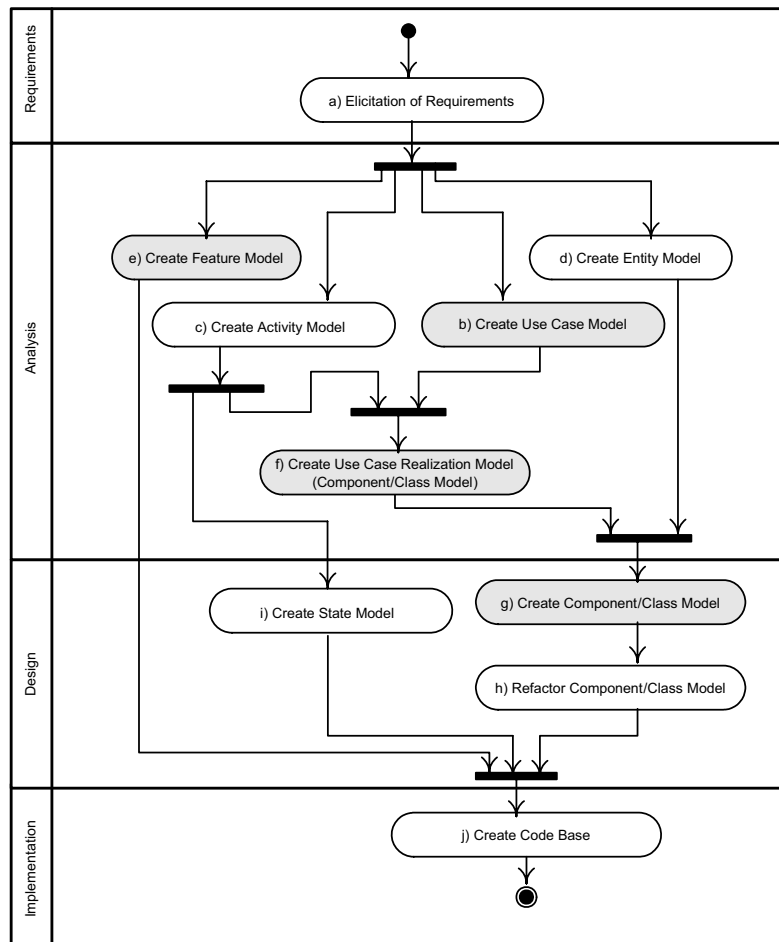 Requirements
a) Elicitation of Requirements
Analysis
e) Create Feature Model
d) Create Entity Model
c) Create Activity Model
b) Create Use Case Model
f) Create Use Case Realization Model
(Component/Class Model)
Design
i) Create State Model
g) Create Component/Class Model
h) Refactor Component/Class Model
Implementation
j) Create Code Base